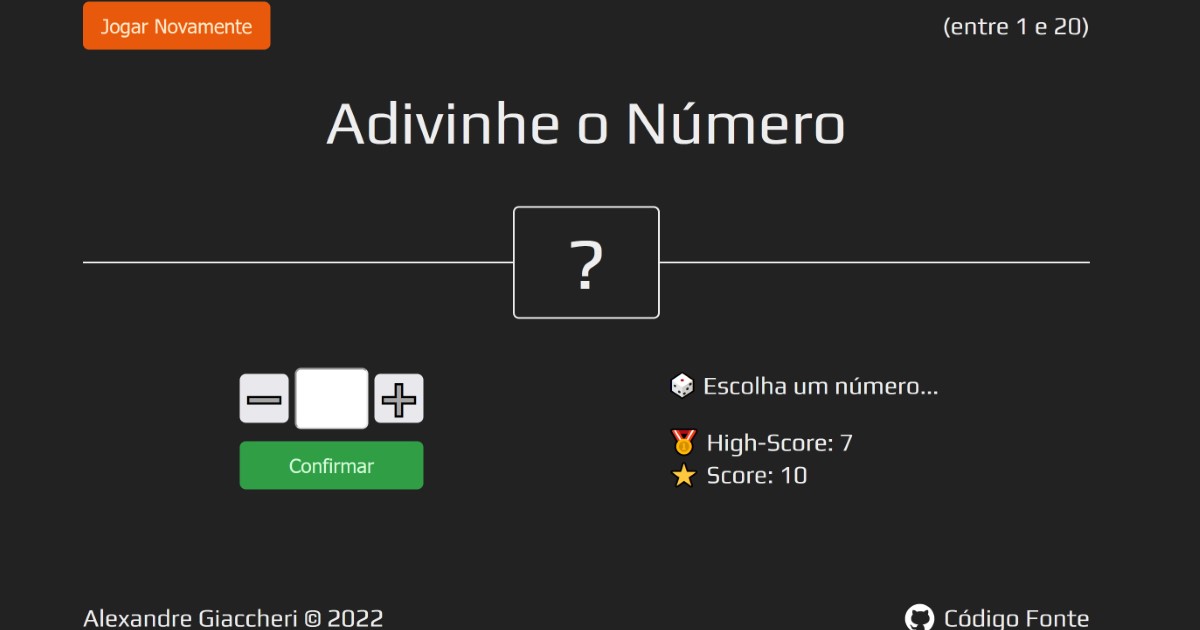 Jogar Novamente
(entre 1 e 20)
Adivinhe o Número
?
Escolha um número...
High-Score: 7
Score: 10
Confirmar
Alexandre Giaccheri © 2022
Código Fonte